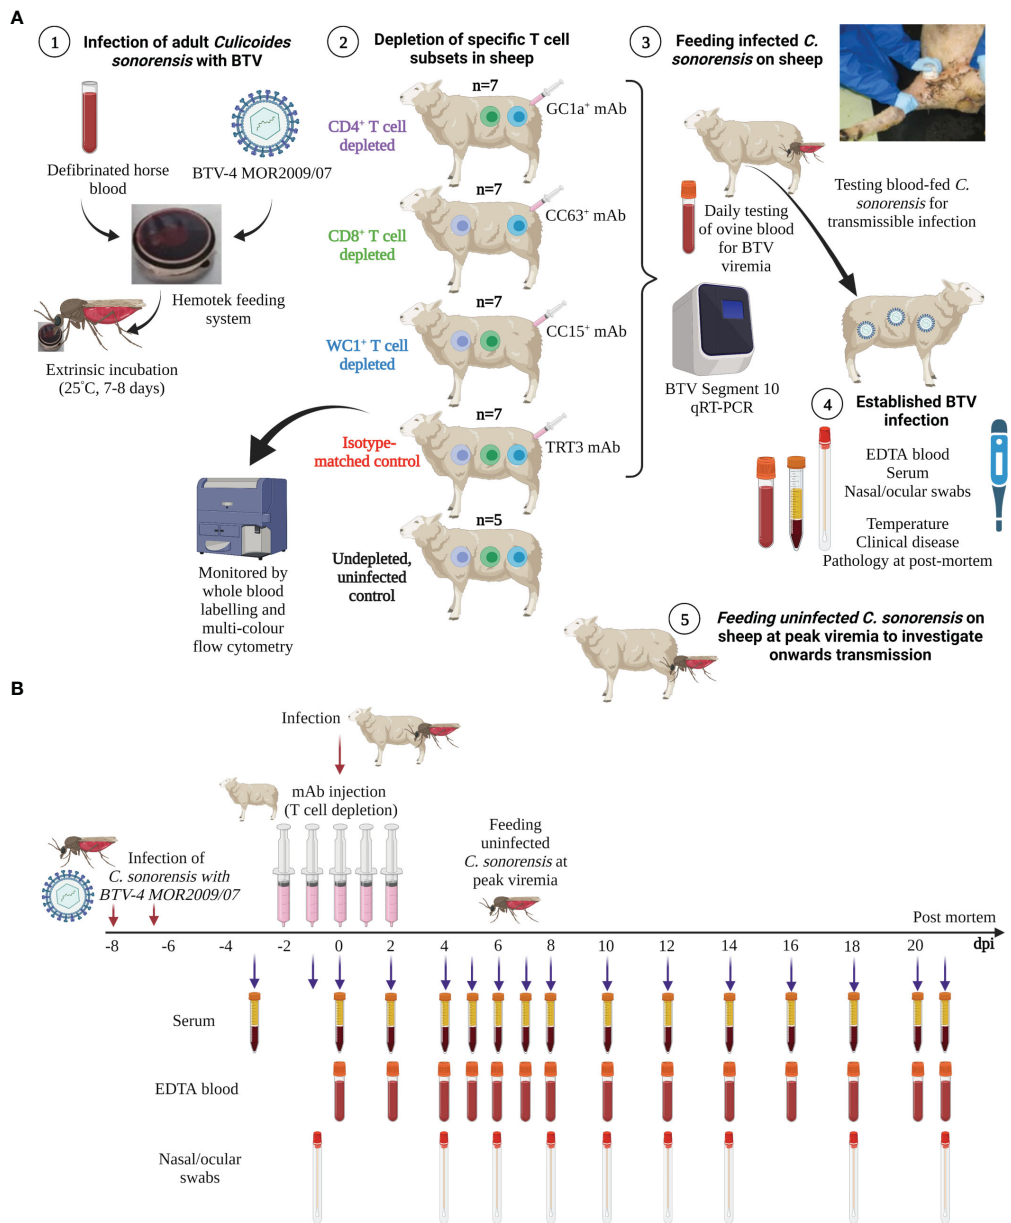 A
1
Infection of adult Culicoides
sonorensis with BTV
Defibrinated horse
blood
BTV-4 MOR2009/07
Hemotek feeding
system
Extrinsic incubation
(25°C, 7-8 days)
2
Depletion of specific T cell
subsets in sheep
n=7
CD4⁺ T cell
depleted
GC1a⁺ mAb
n=7
CD8⁺ T cell
depleted
CC63⁺ mAb
n=7
WC1⁺ T cell
depleted
CC15⁺ mAb
n=7
Isotype-
matched control
TRT3 mAb
n=5
Undepleted,
uninfected
control
Monitored by
whole blood
labelling and
multi-colour
flow cytometry
3
Feeding infected C.
sonorensis on sheep
Daily testing
of ovine blood
for BTV
viremia
Testing blood-fed C.
sonorensis for
transmissible infection
BTV Segment 10
qRT-PCR
4
Established BTV
infection
EDTA blood
Serum
Nasal/ocular swabs
Temperature
Clinical disease
Pathology at post-mortem
5
Feeding uninfected C. sonorensis on
sheep at peak viremia to investigate
onwards transmission
B
Infection
mAb injection
(T cell depletion)
Infection of
C. sonorensis with
BTV-4 MOR2009/07
Feeding
uninfected
C. sonorensis at
peak viremia
Post mortem
-8 -6 -4 -2 0 2 4 6 8 10 12 14 16 18 20 dpi
Serum
EDTA blood
Nasal/ocular
swabs